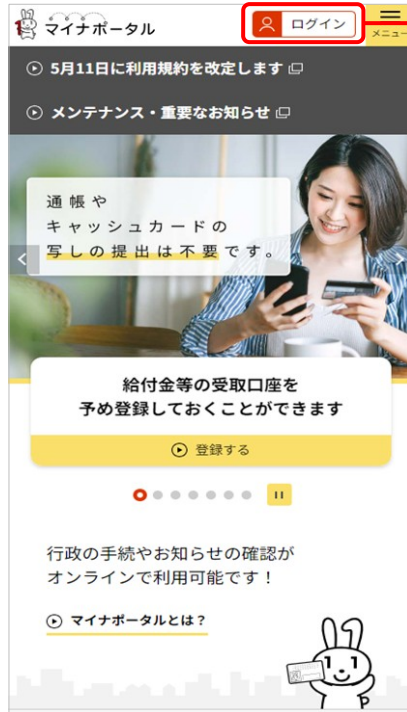 マイナポータル
ログイン
メニュー
5月11日に利用規約を改定します
メンテナンス・重要なお知らせ
通帳や
キャッシュカードの
写しの提出は不要です。
給付金等の受取口座を
予め登録しておくことができます
登録する
行政の手続やお知らせの確認が
オンラインで利用可能です！
マイナポータルとは？